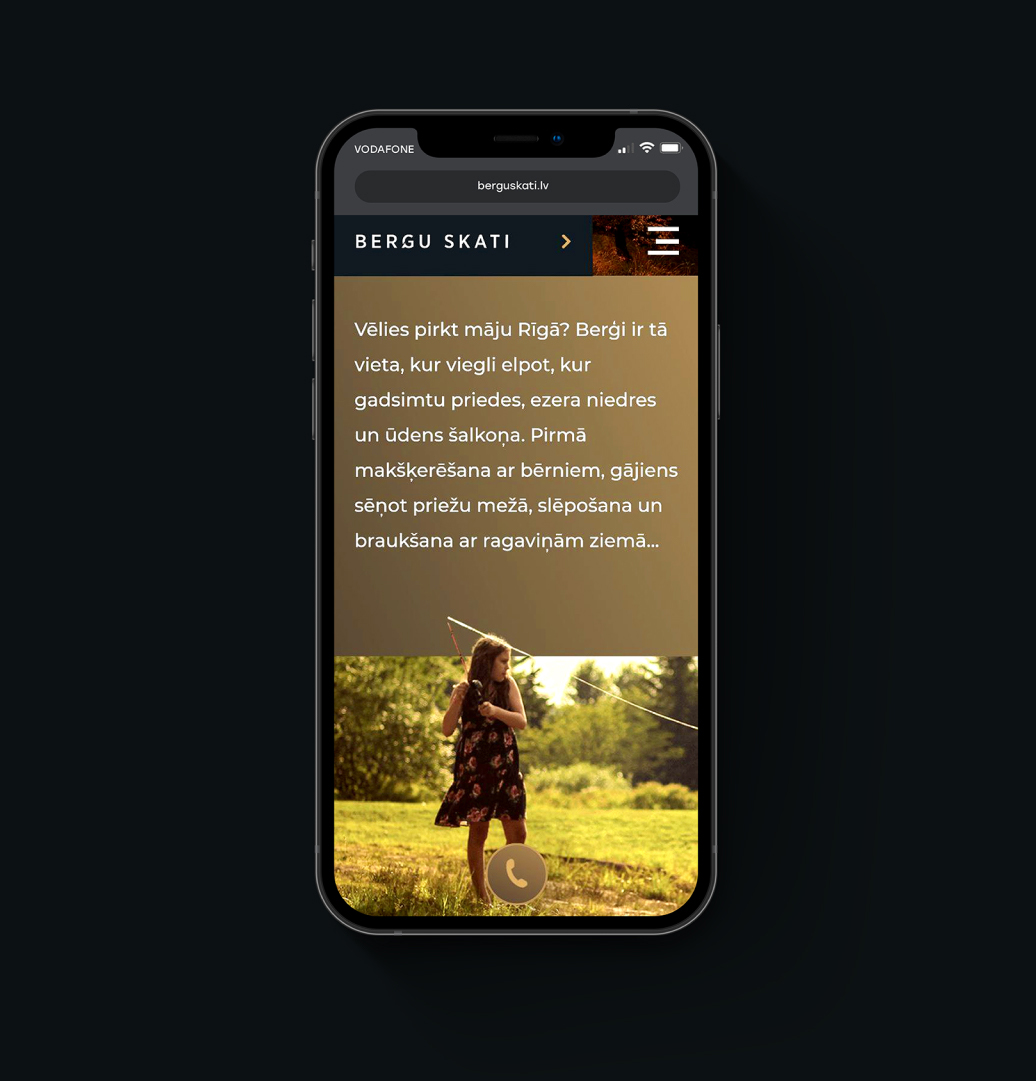 VODAFONE
berguskati.lv
BERGU SKATI
Vēlies pirkt māju Rīgā? Berģi ir tā
vieta, kur viegli elpot, kur
gadsimtu priedes, ezera niedres
un ūdens šalkoņa. Pirmā
makšķerēšana ar bērniem, gājiens
sēņot priežu mežā, slēpošana un
braukšana ar ragaviņām ziemā...